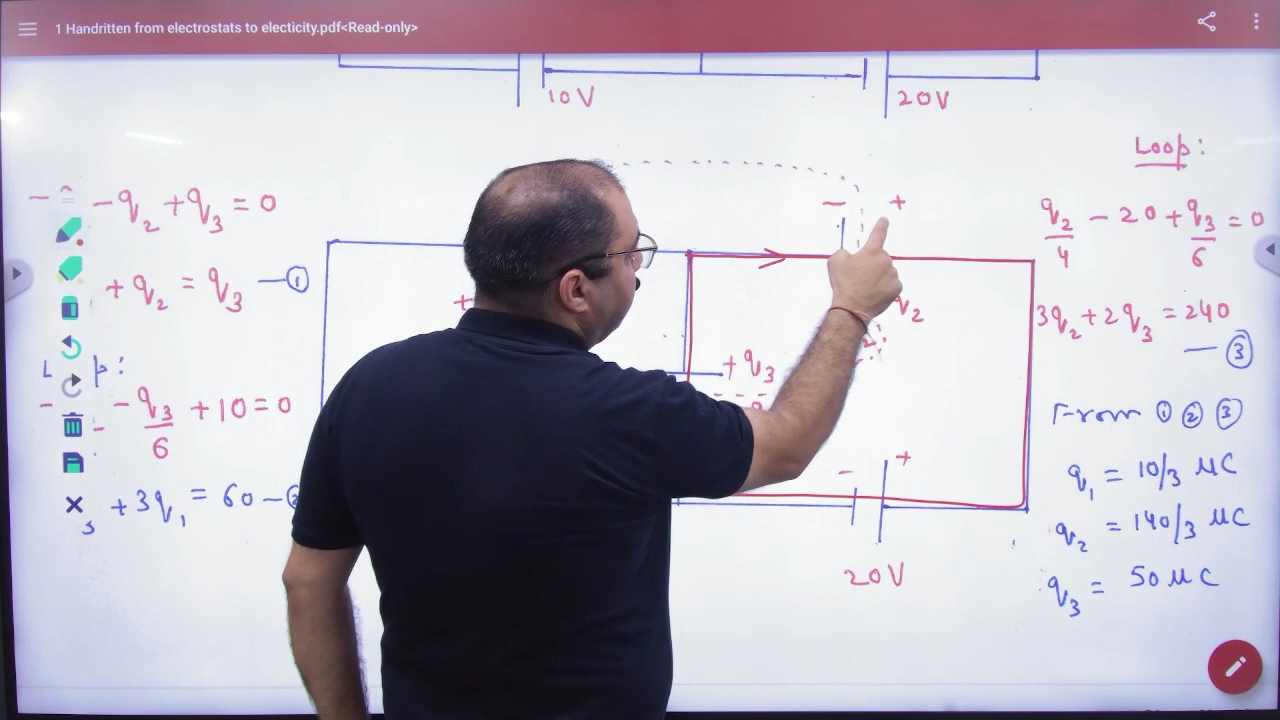 1 Handritten from electrostats to electicity.pdf<Read-only>
10V
20V
Loop:
- q₂ + q₃ = 0
- +
q₂/4 - 20 + q₃/6 = 0
+ q₂ = q₃ — ①
+
q₂
3q₂ + 2q₃ = 240
— ③
+ q₃
p:
- q₃/6 + 10 = 0
From ① ② ③
- +
q₁ = 10/3 μC
+ 3q₁ = 60 —
q₂ = 140/3 μC
20V
q₃ = 50 μC